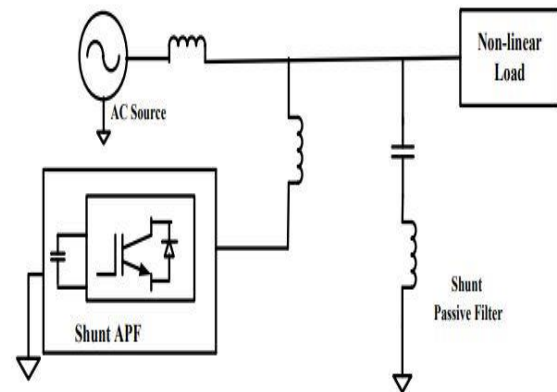 Non-linear
Load
AC Source
Shunt APF
Shunt
Passive Filter